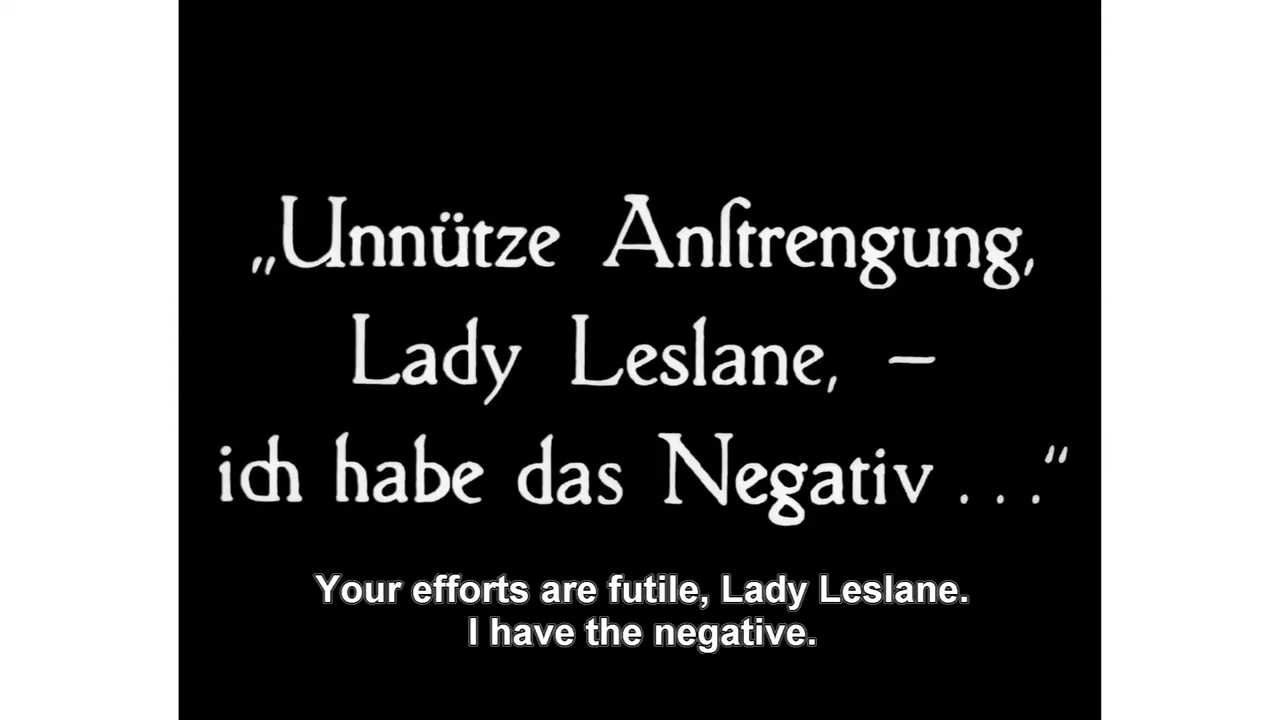 „Unnütze Anſtrengung,
Lady Leslane, –
ich habe das Negativ . . .“
Your efforts are futile, Lady Leslane.
I have the negative.